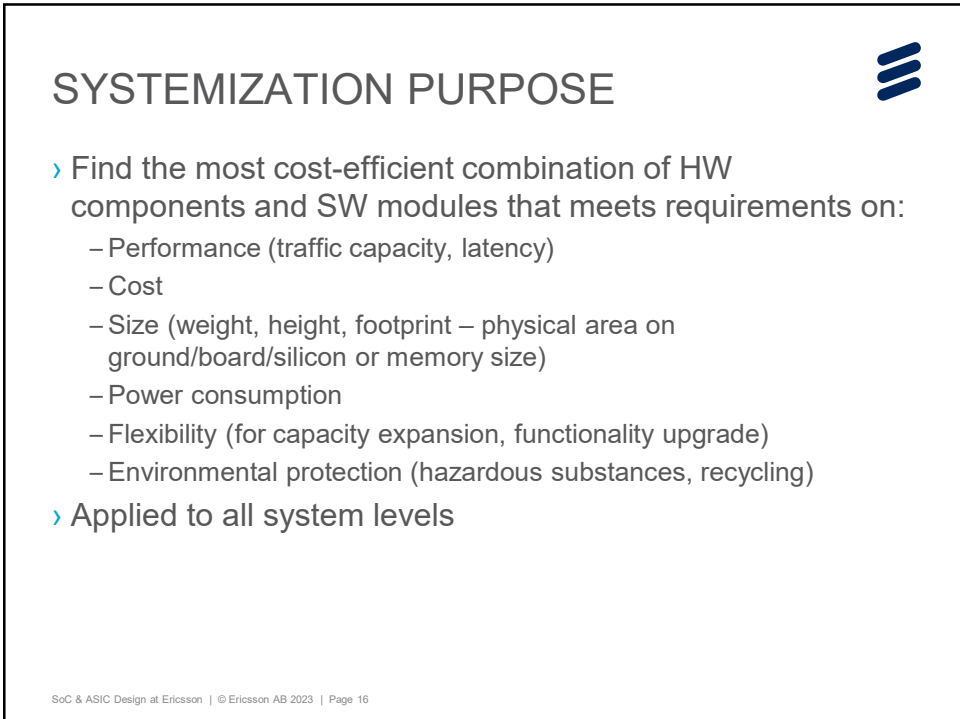 SYSTEMIZATION PURPOSE
› Find the most cost-efficient combination of HW
components and SW modules that meets requirements on:
– Performance (traffic capacity, latency)
– Cost
– Size (weight, height, footprint – physical area on
ground/board/silicon or memory size)
– Power consumption
– Flexibility (for capacity expansion, functionality upgrade)
– Environmental protection (hazardous substances, recycling)
› Applied to all system levels
SoC & ASIC Design at Ericsson | © Ericsson AB 2023 | Page 16